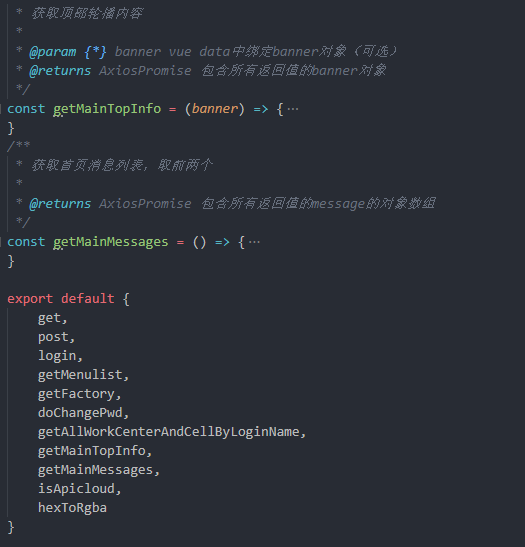 * 获取顶部轮播内容
*
* @param {*} banner vue data中绑定banner对象（可选）
* @returns AxiosPromise 包含所有返回值的banner对象
*/
const getMainTopInfo = (banner) => {···
}
/**
* 获取首页消息列表，取前两个
*
* @returns AxiosPromise 包含所有返回值的message的对象数组
*/
const getMainMessages = () => {···
}
export default {
get,
post,
login,
getMenulist,
getFactory,
doChangePwd,
getAllWorkCenterAndCellByLoginName,
getMainTopInfo,
getMainMessages,
isApicloud,
hexToRgba
}